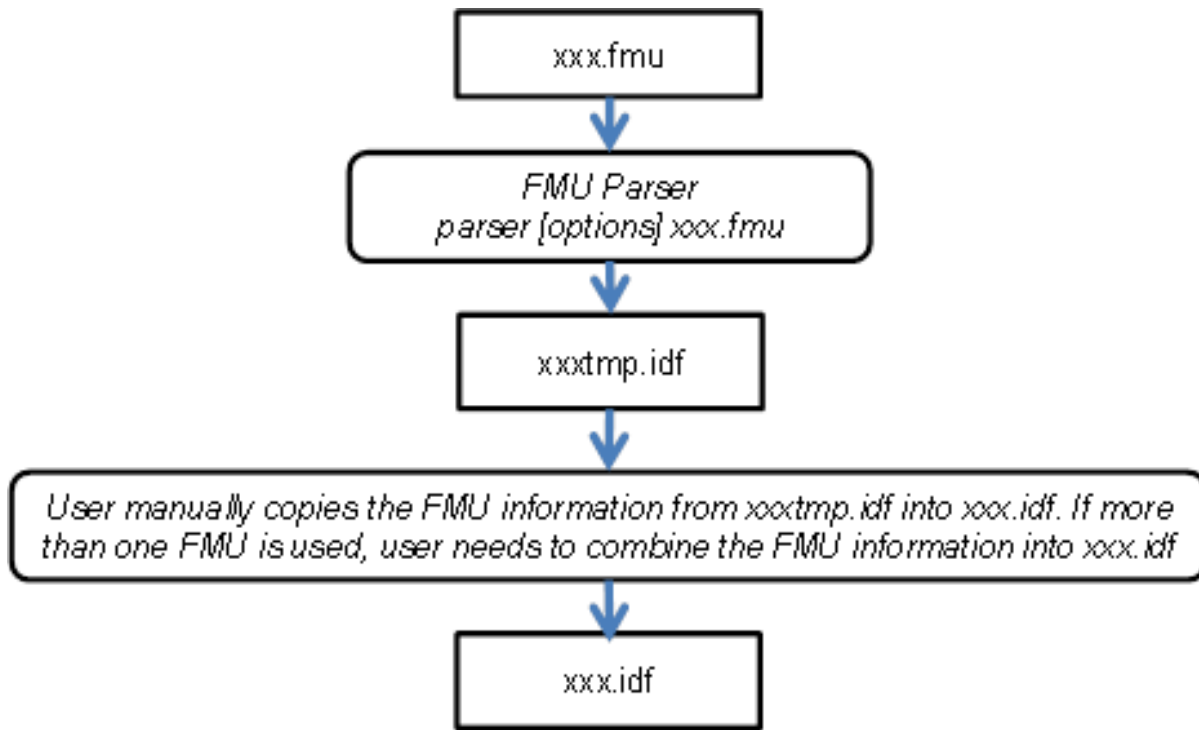 xxx.fmu
FMU Parser
parser [options] xxx.fmu
xxxtmp.idf
User manually copies the FMU information from xxxtmp.idf into xxx.idf. If more
than one FMU is used, user needs to combine the FMU information into xxx.idf
xxx.idf